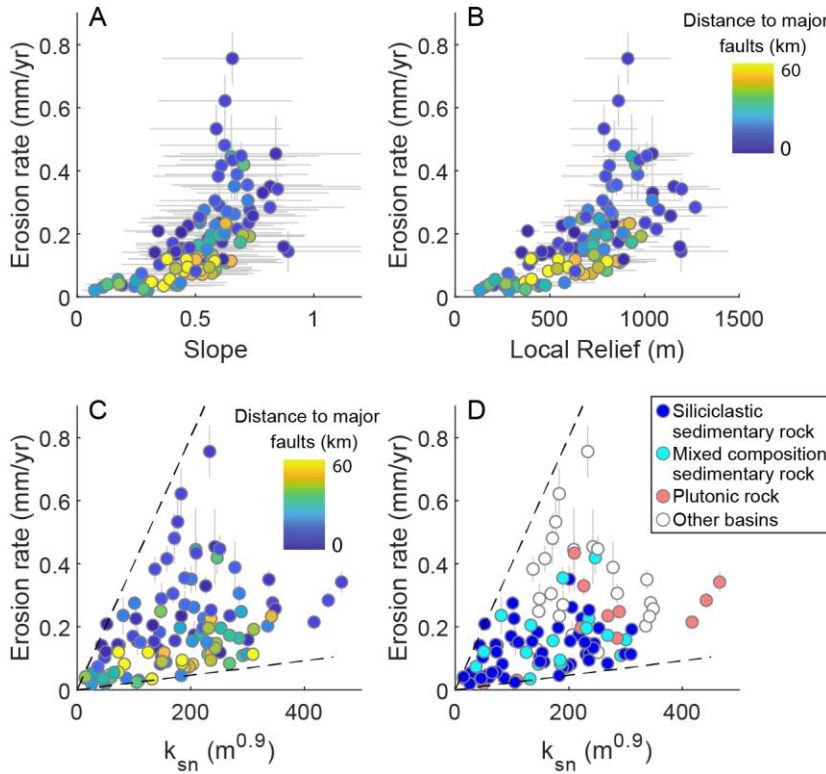 A
Erosion rate (mm/yr)
0.8
0.6
0.4
0.2
0
0
0.5
1
Slope
B
Distance to major
faults (km)
60
0
Erosion rate (mm/yr)
0.8
0.6
0.4
0.2
0
0
500
1000
1500
Local Relief (m)
C
Distance to major
faults (km)
60
0
Erosion rate (mm/yr)
0.8
0.6
0.4
0.2
0
0
200
400
k_sn (m^0.9)
D
Siliciclastic
sedimentary rock
Mixed composition
sedimentary rock
Plutonic rock
Other basins
Erosion rate (mm/yr)
0.8
0.6
0.4
0.2
0
0
200
400
k_sn (m^0.9)